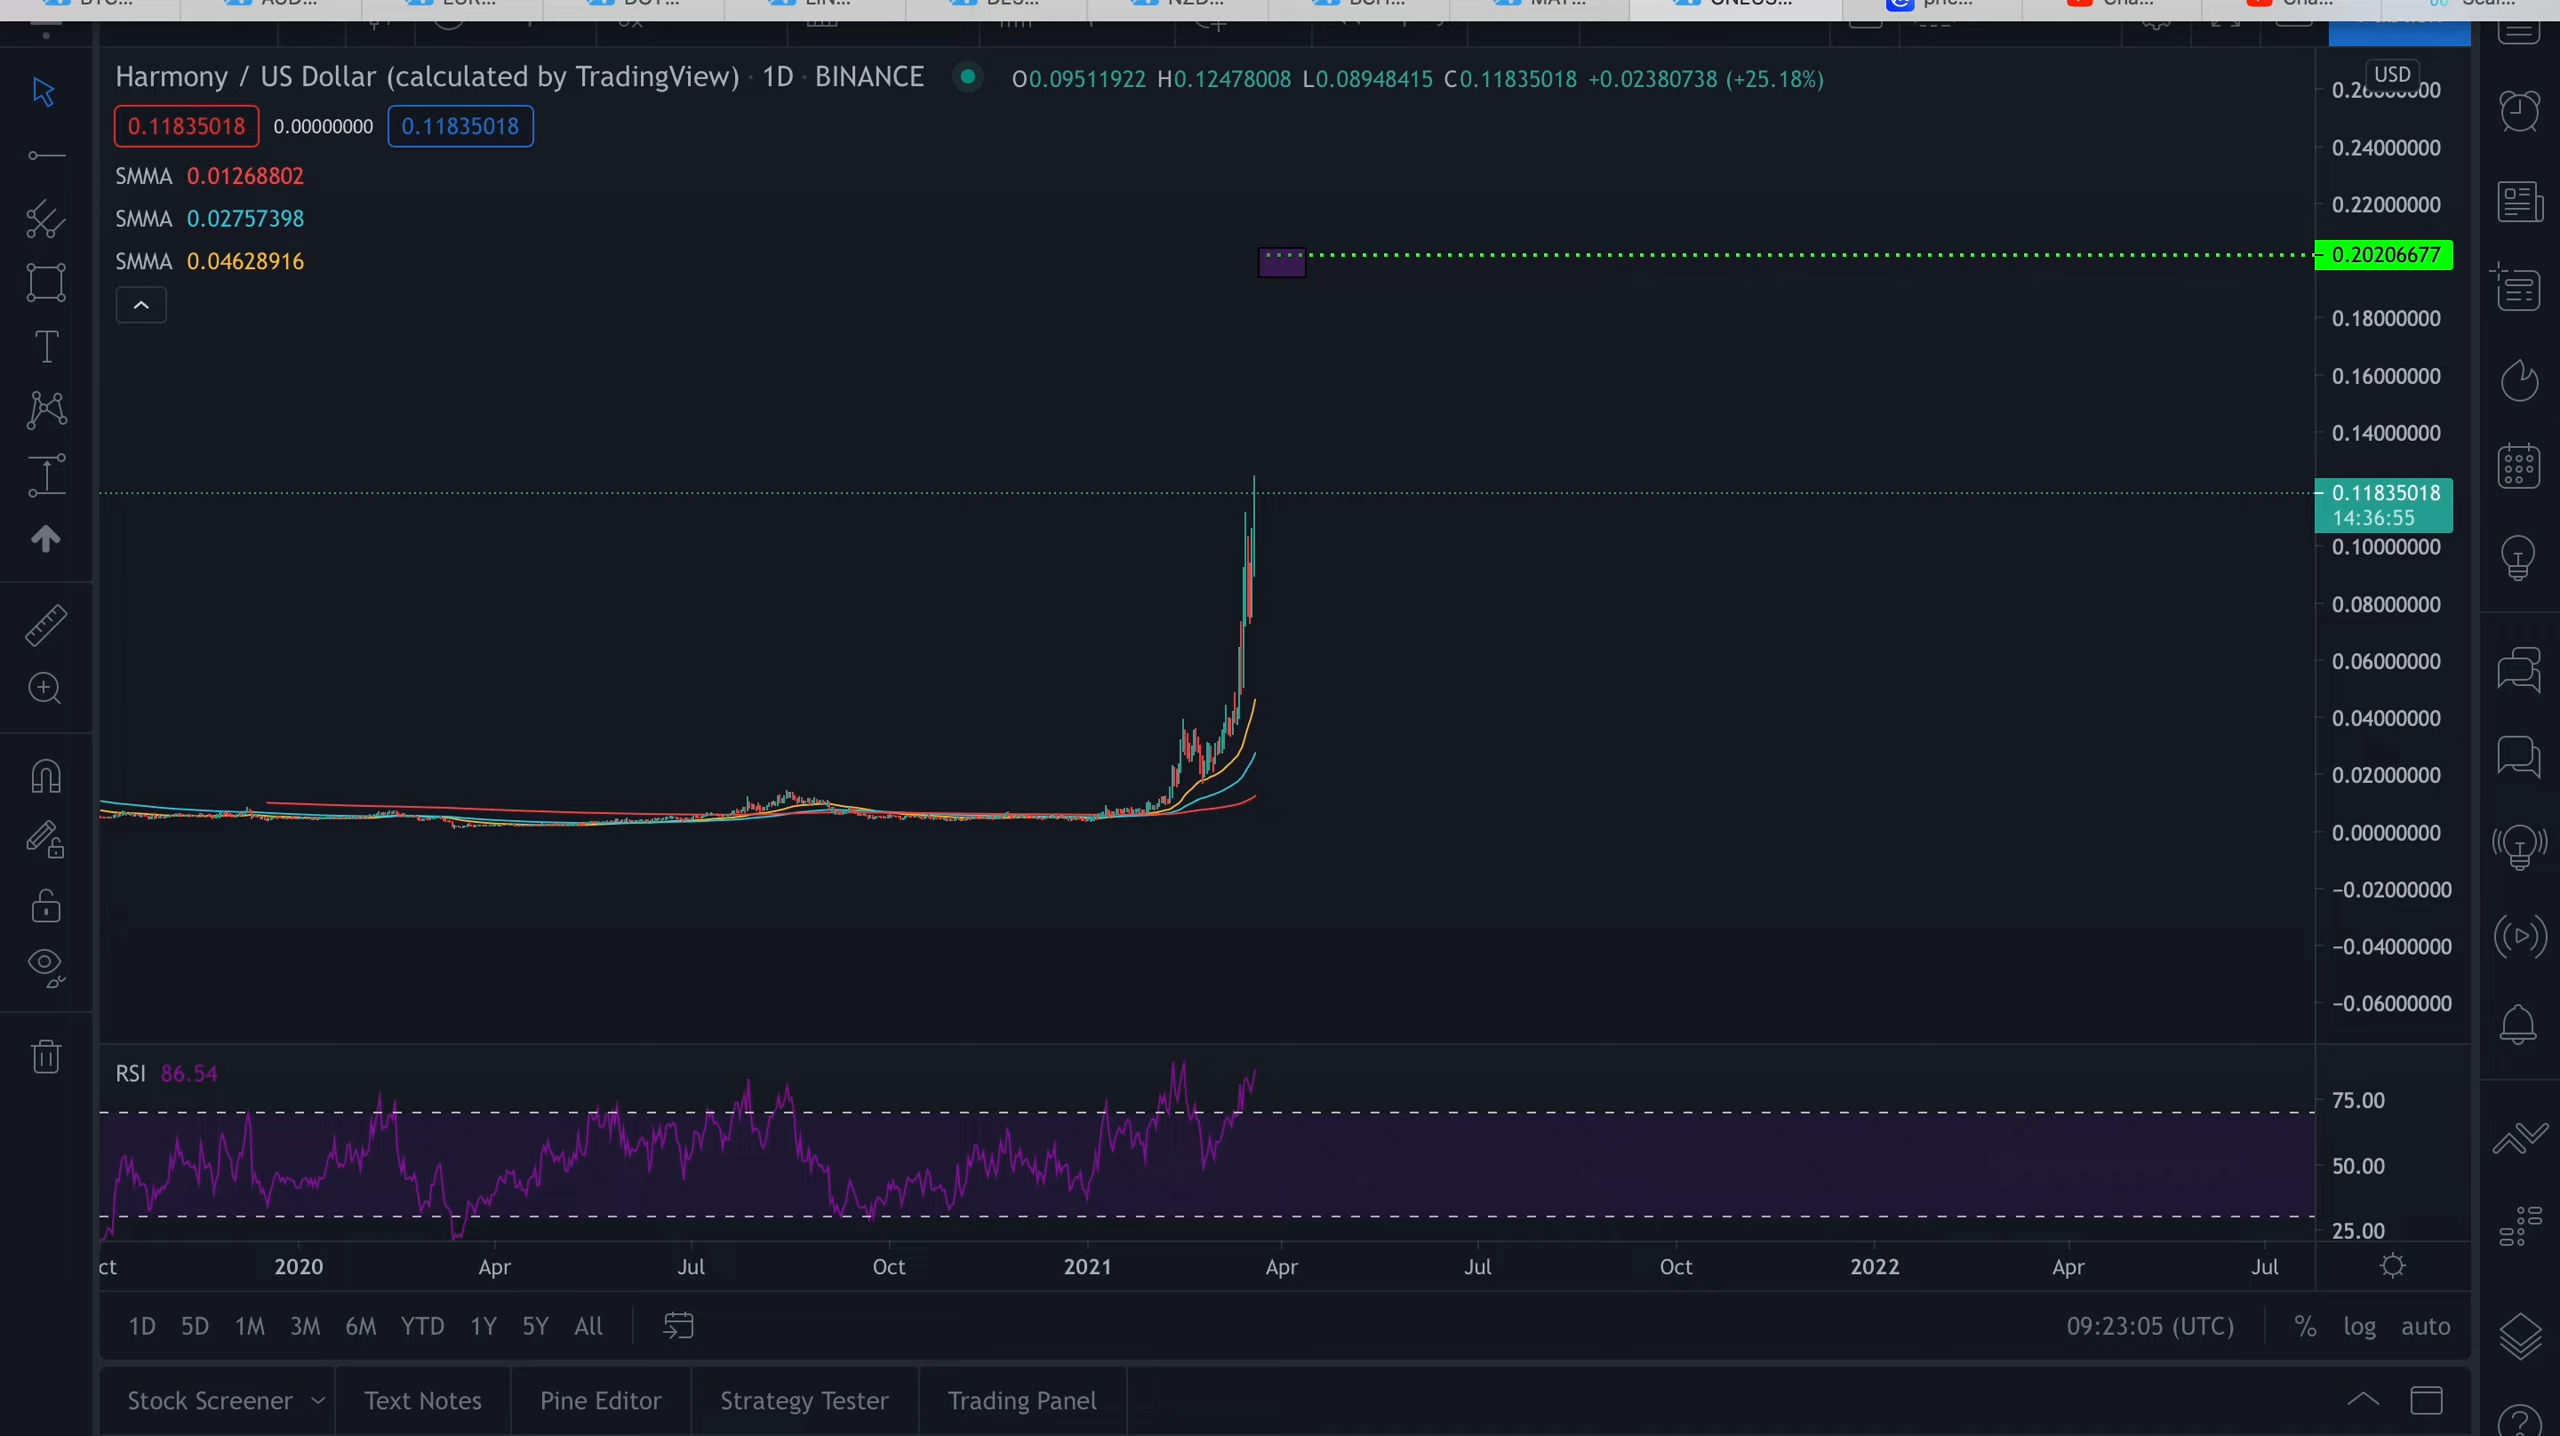 Harmony / US Dollar (calculated by TradingView) · 1D · BINANCE O0.09511922 H0.12478008 L0.08948415 C0.11835018 +0.02380738 (+25.18%)
0.11835018 0.00000000 0.11835018
SMMA 0.01268802
SMMA 0.02757398
SMMA 0.04628916
USD
0.24000000
0.22000000
0.20206677
0.18000000
0.16000000
0.14000000
0.11835018
14:36:55
0.10000000
0.08000000
0.06000000
0.04000000
0.02000000
0.00000000
−0.02000000
−0.04000000
−0.06000000
RSI 86.54
75.00
50.00
25.00
ct 2020 Apr Jul Oct 2021 Apr Jul Oct 2022 Apr Jul
1D 5D 1M 3M 6M YTD 1Y 5Y All 09:23:05 (UTC) % log auto
Stock Screener Text Notes Pine Editor Strategy Tester Trading Panel